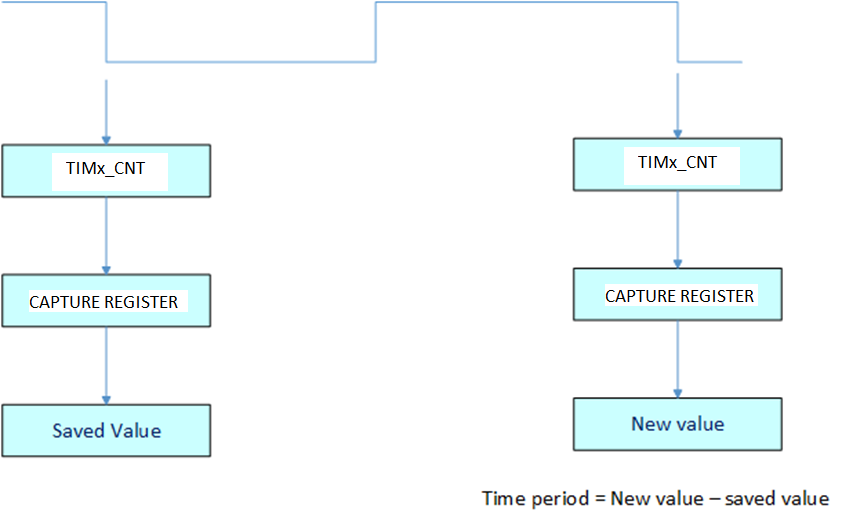 TIMx_CNT
CAPTURE REGISTER
Saved Value
TIMx_CNT
CAPTURE REGISTER
New value
Time period = New value – saved value